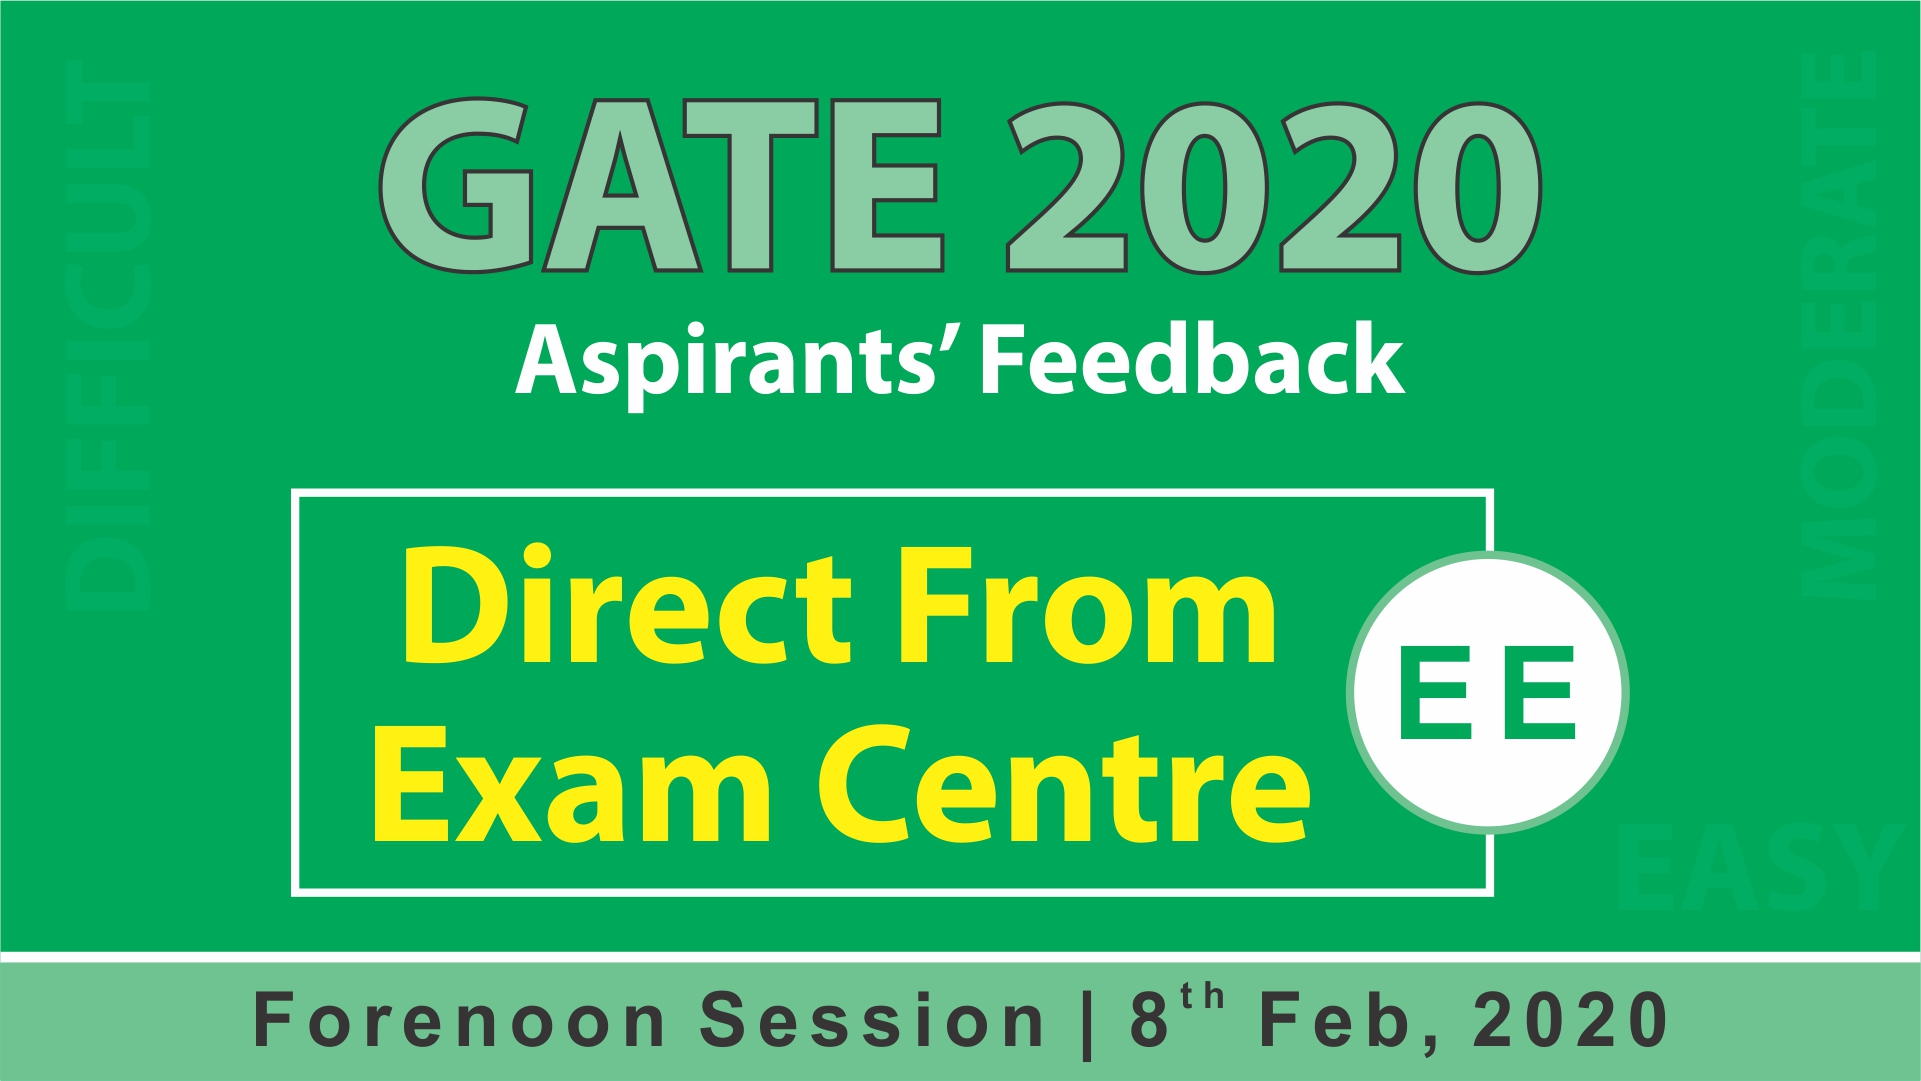 GATE 2020
Aspirants’ Feedback
DIFFICULT
MODERATE
Direct From
Exam Centre
EE
EASY
Forenoon Session | 8th Feb, 2020